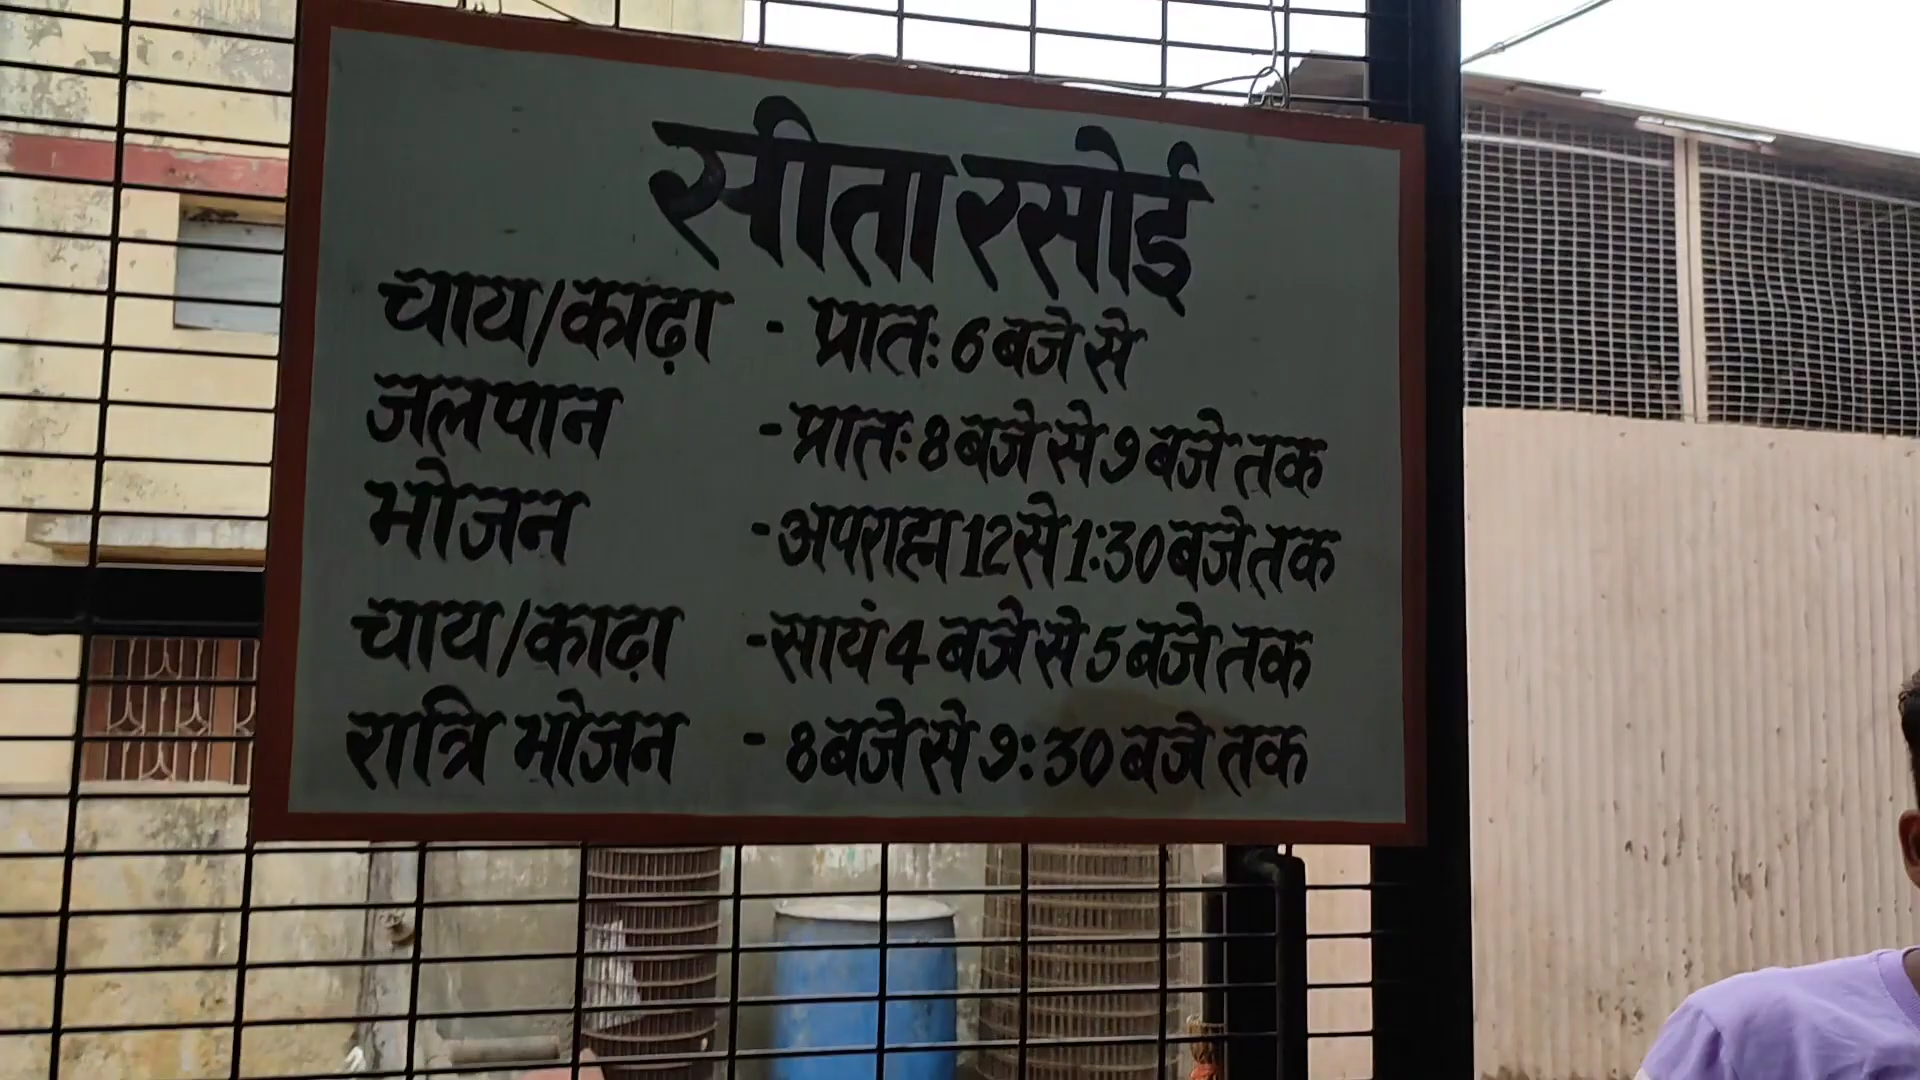 सीता रसोई
चाय/काढ़ा - प्रातः 6 बजे से
जलपान - प्रातः 8 बजे से 9 बजे तक
भोजन - अपराह्न 12 से 1:30 बजे तक
चाय/काढ़ा - सायं 4 बजे से 5 बजे तक
रात्रि भोजन - 8 बजे से 9:30 बजे तक